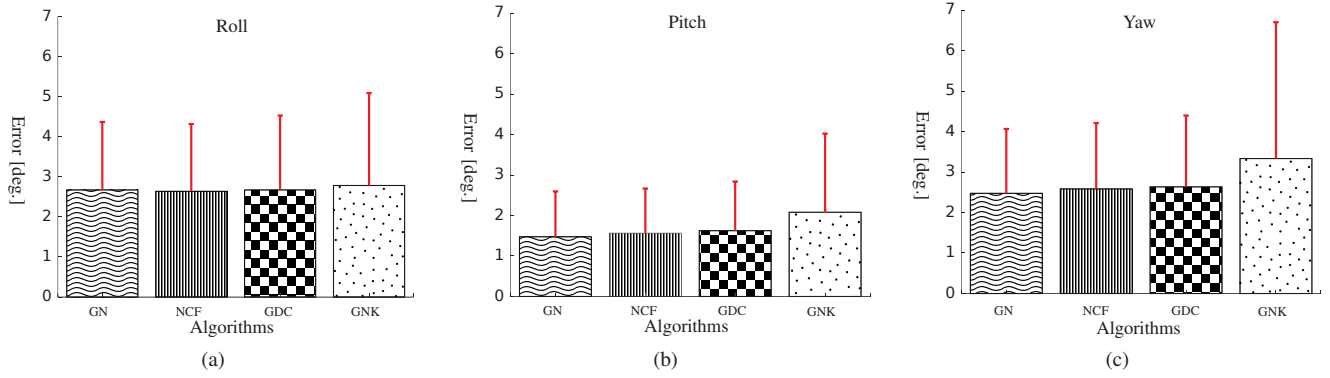 Roll
7
6
5
4
3
2
1
0
Error [deg.]
GN NCF GDC GNK
Algorithms
(a)
Pitch
7
6
5
4
3
2
1
0
Error [deg.]
GN NCF GDC GNK
Algorithms
(b)
Yaw
7
6
5
4
3
2
1
0
Error [deg.]
GN NCF GDC GNK
Algorithms
(c)